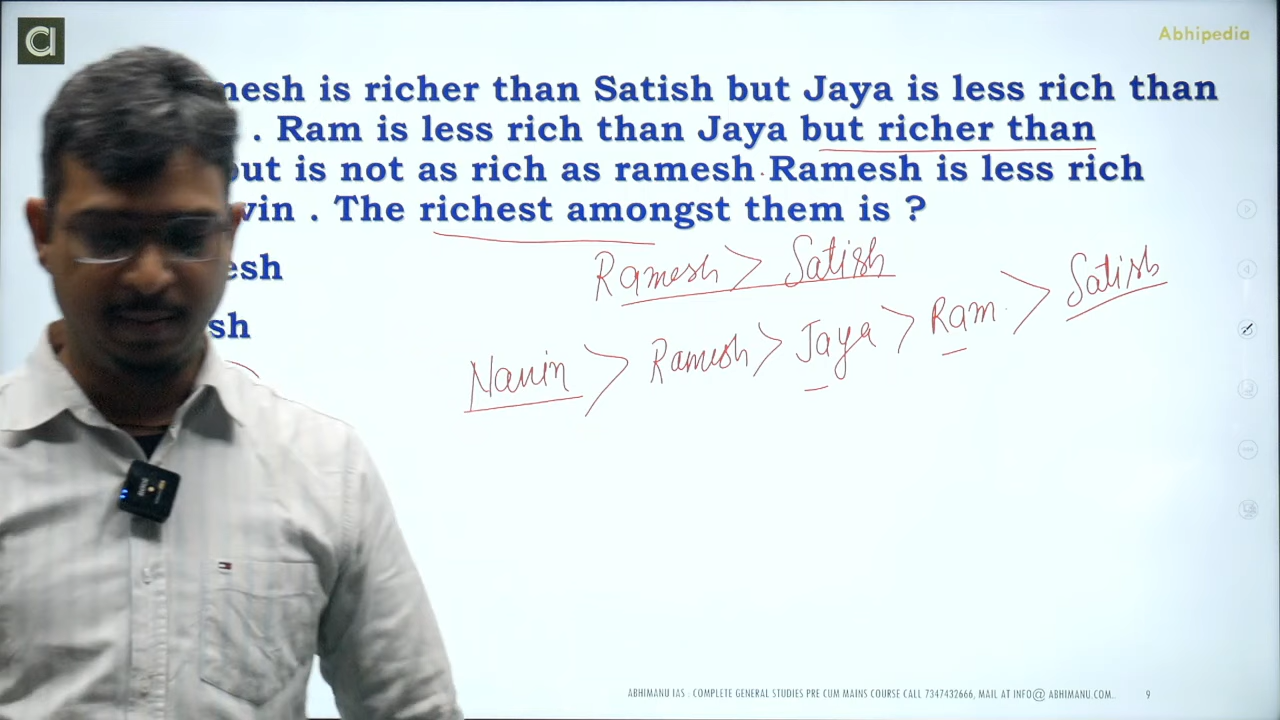 Abhipedia
mesh is richer than Satish but Jaya is less rich than
. Ram is less rich than Jaya but richer than
but is not as rich as ramesh Ramesh is less rich
vin . The richest amongst them is ?
esh
sh
Ramesh > Satish
Navin > Ramesh > Jaya > Ram > Satish
ABHIMANU IAS : COMPLETE GENERAL STUDIES PRE CUM MAINS COURSE CALL 7347432666, MAIL AT INFO@ ABHIMANU.COM.. 9